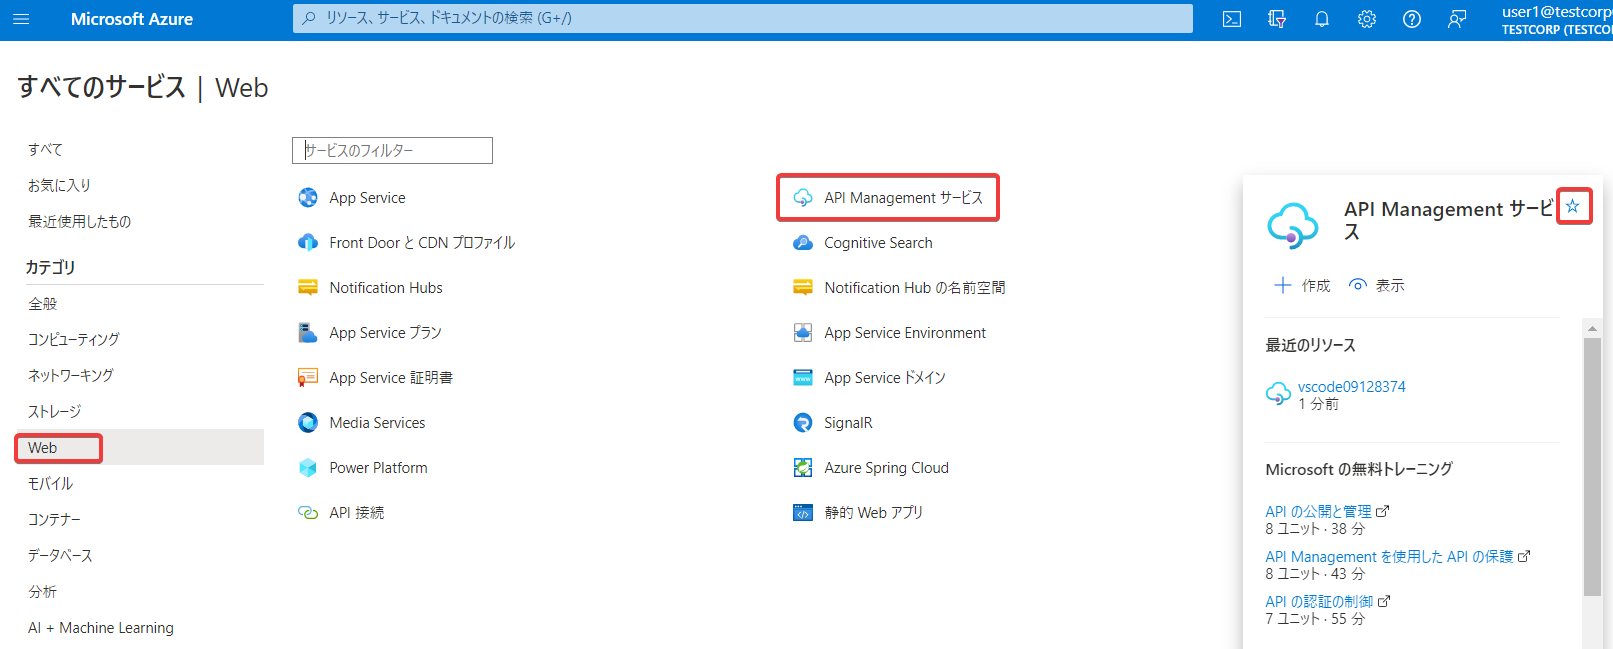 Microsoft Azure
リソース、サービス、ドキュメントの検索 (G+/)
user1@testcorp
TESTCORP (TESTCO
すべてのサービス | Web
すべて
お気に入り
最近使用したもの
カテゴリ
全般
コンピューティング
ネットワーキング
ストレージ
Web
モバイル
コンテナー
データベース
分析
AI + Machine Learning
サービスのフィルター
App Service
API Management サービス
Front Door と CDN プロファイル
Cognitive Search
Notification Hubs
Notification Hub の名前空間
App Service プラン
App Service Environment
App Service 証明書
App Service ドメイン
Media Services
SignalR
Power Platform
Azure Spring Cloud
API 接続
静的 Web アプリ
API Management サービ
ス
作成
表示
最近のリソース
vscode09128374
1 分前
Microsoft の無料トレーニング
API の公開と管理
8 ユニット · 38 分
API Management を使用した API の保護
8 ユニット · 43 分
API の認証の制御
7 ユニット · 55 分